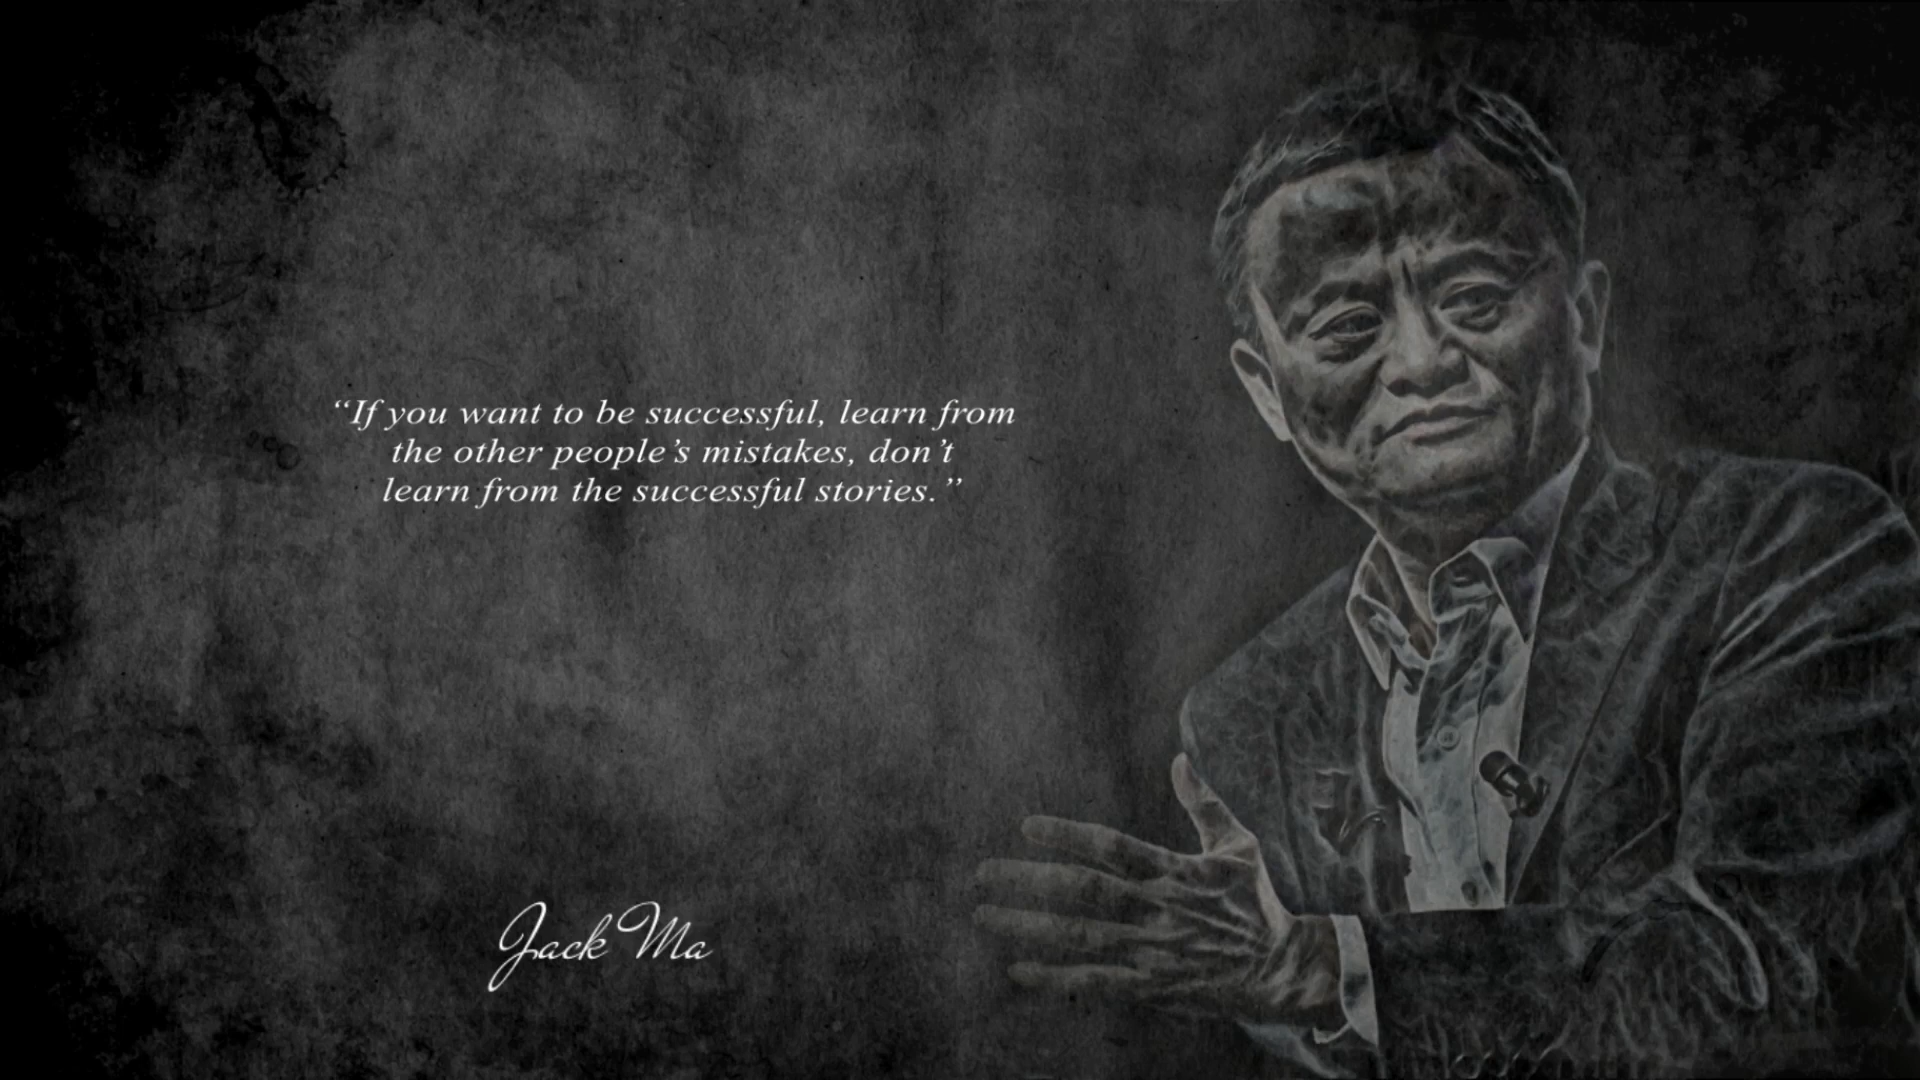 “If you want to be successful, learn from
the other people’s mistakes, don’t
learn from the successful stories.”
Jack Ma